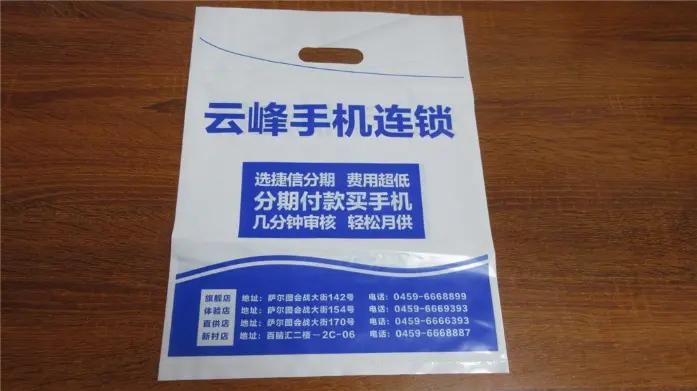 云峰手机连锁
选捷信分期 费用超低
分期付款买手机
几分钟审核 轻松月供
旗舰店 地址：萨尔图会战大街142号 电话：0459-6668899
体验店 地址：萨尔图会战大街154号 电话：0459-6669393
直供店 地址：萨尔图会战大街170号 电话：0459-6666393
新村店 地址：百脑汇二楼—2C-06 电话：0459-6668887